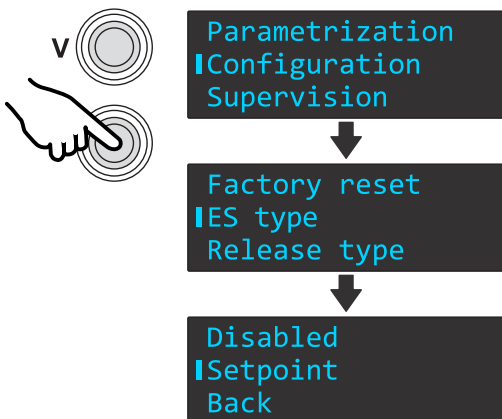 V
Parametrization
Configuration
Supervision
Factory reset
ES type
Release type
Disabled
Setpoint
Back